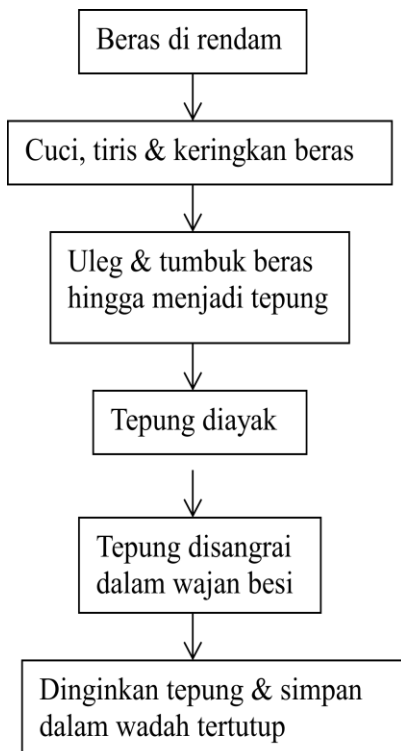 Beras di rendam
Cuci, tiris & keringkan beras
Uleg & tumbuk beras
hingga menjadi tepung
Tepung diayak
Tepung disangrai
dalam wajan besi
Dinginkan tepung & simpan
dalam wadah tertutup